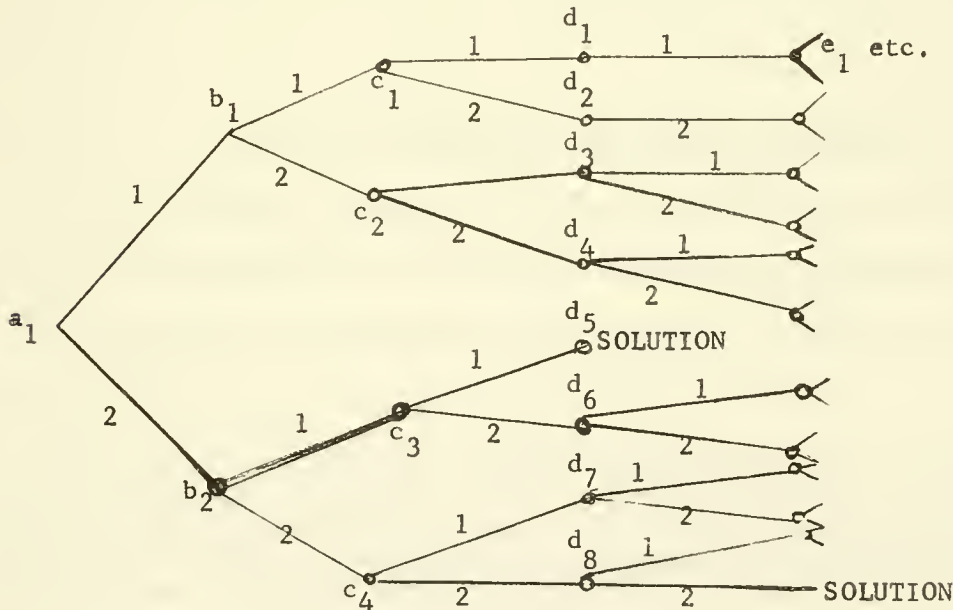 d1
1 1 e1 etc.
1 c1 d2
b1 2 2
d3
1 2 1
c2 2
2 d4 1
2
a1 d5
SOLUTION
1
2 1 d6 1
c3 2 2
b2 d7 1
2 1 2
d8 1
c4 2 2 SOLUTION